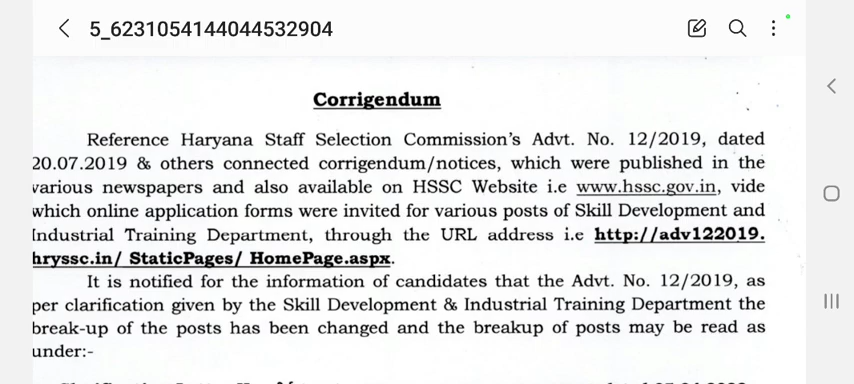 5_6231054144044532904
Corrigendum
Reference Haryana Staff Selection Commission's Advt. No. 12/2019, dated
20.07.2019 & others connected corrigendum/notices, which were published in the
various newspapers and also available on HSSC Website i.e www.hssc.gov.in, vide
which online application forms were invited for various posts of Skill Development and
Industrial Training Department, through the URL address i.e http://adv122019.
hryssc.in/ StaticPages/ HomePage.aspx.
It is notified for the information of candidates that the Advt. No. 12/2019, as
per clarification given by the Skill Development & Industrial Training Department the
break-up of the posts has been changed and the breakup of posts may be read as
under:-